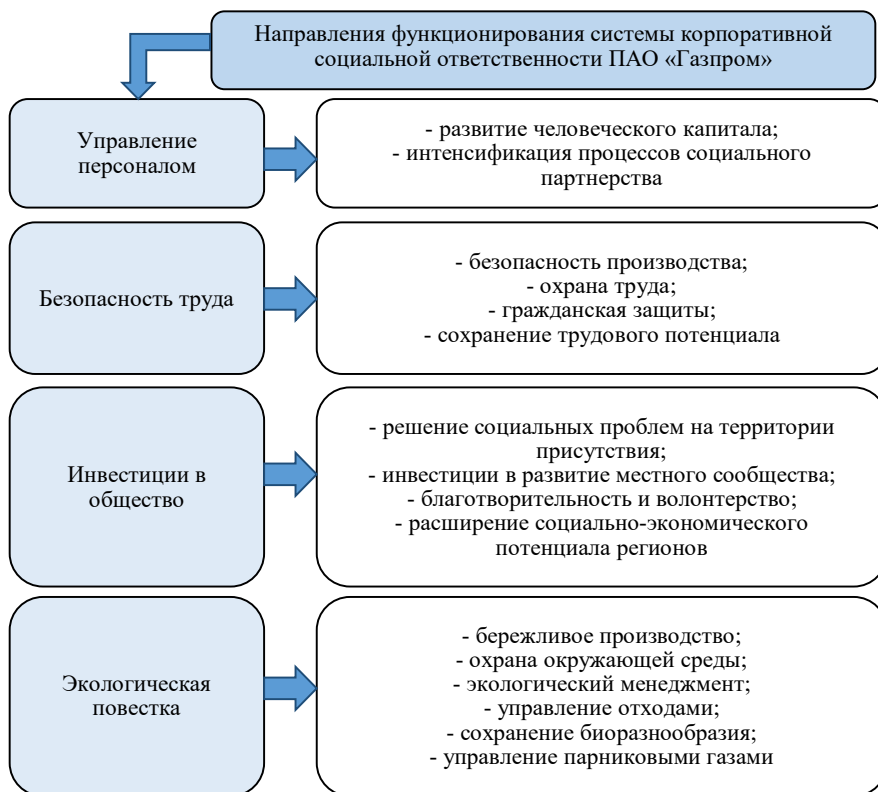 Направления функционирования системы корпоративной
социальной ответственности ПАО «Газпром»
Управление
персоналом
- развитие человеческого капитала;
- интенсификация процессов социального
партнерства
Безопасность труда
- безопасность производства;
- охрана труда;
- гражданская защиты;
- сохранение трудового потенциала
Инвестиции в
общество
- решение социальных проблем на территории
присутствия;
- инвестиции в развитие местного сообщества;
- благотворительность и волонтерство;
- расширение социально-экономического
потенциала регионов
Экологическая
повестка
- бережливое производство;
- охрана окружающей среды;
- экологический менеджмент;
- управление отходами;
- сохранение биоразнообразия;
- управление парниковыми газами